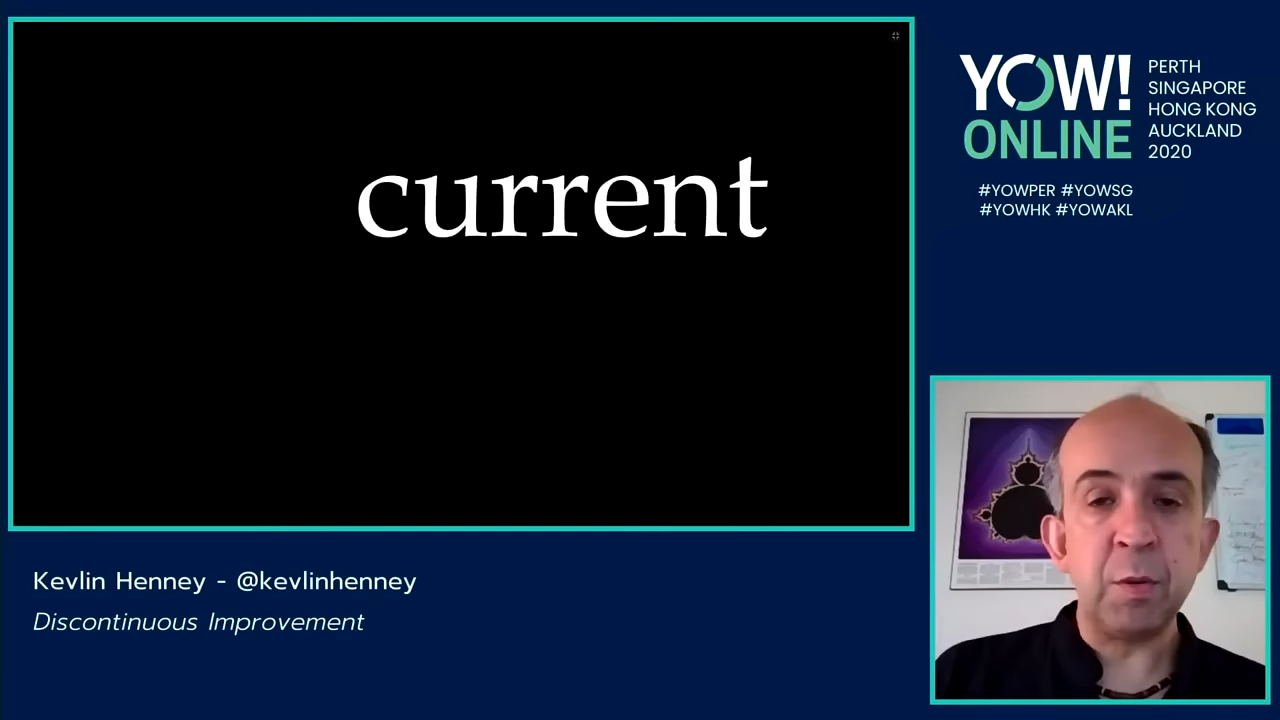 current
YOW!
ONLINE
PERTH
SINGAPORE
HONG KONG
AUCKLAND
2020
#YOWPER #YOWSG
#YOWHK #YOWAKL
Kevlin Henney - @kevlinhenney
Discontinuous Improvement